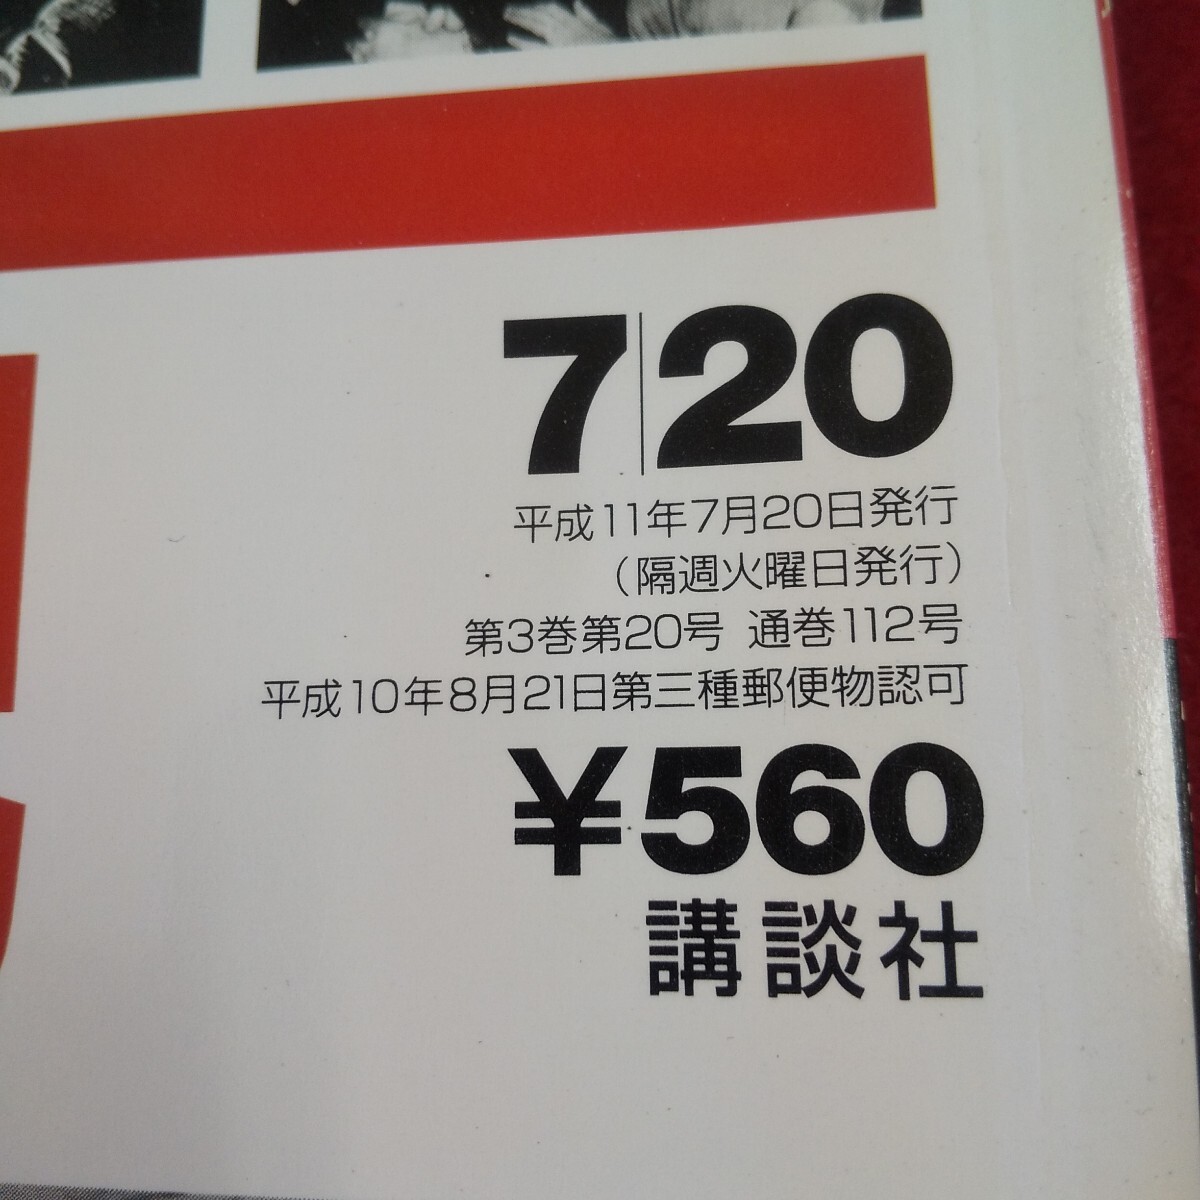 7|20
平成11年7月20日発行
（隔週火曜日発行）
第3巻第20号 通巻112号
平成10年8月21日第三種郵便物認可
¥560
講談社